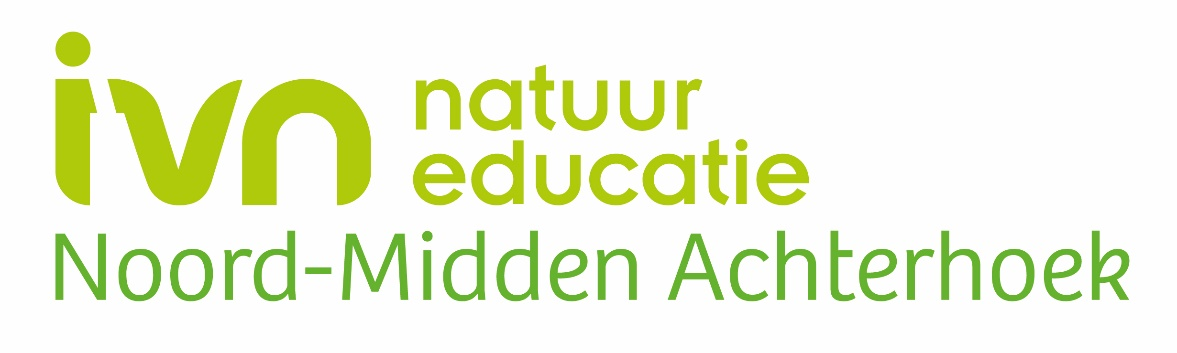 ivn natuur
educatie
Noord-Midden Achterhoek